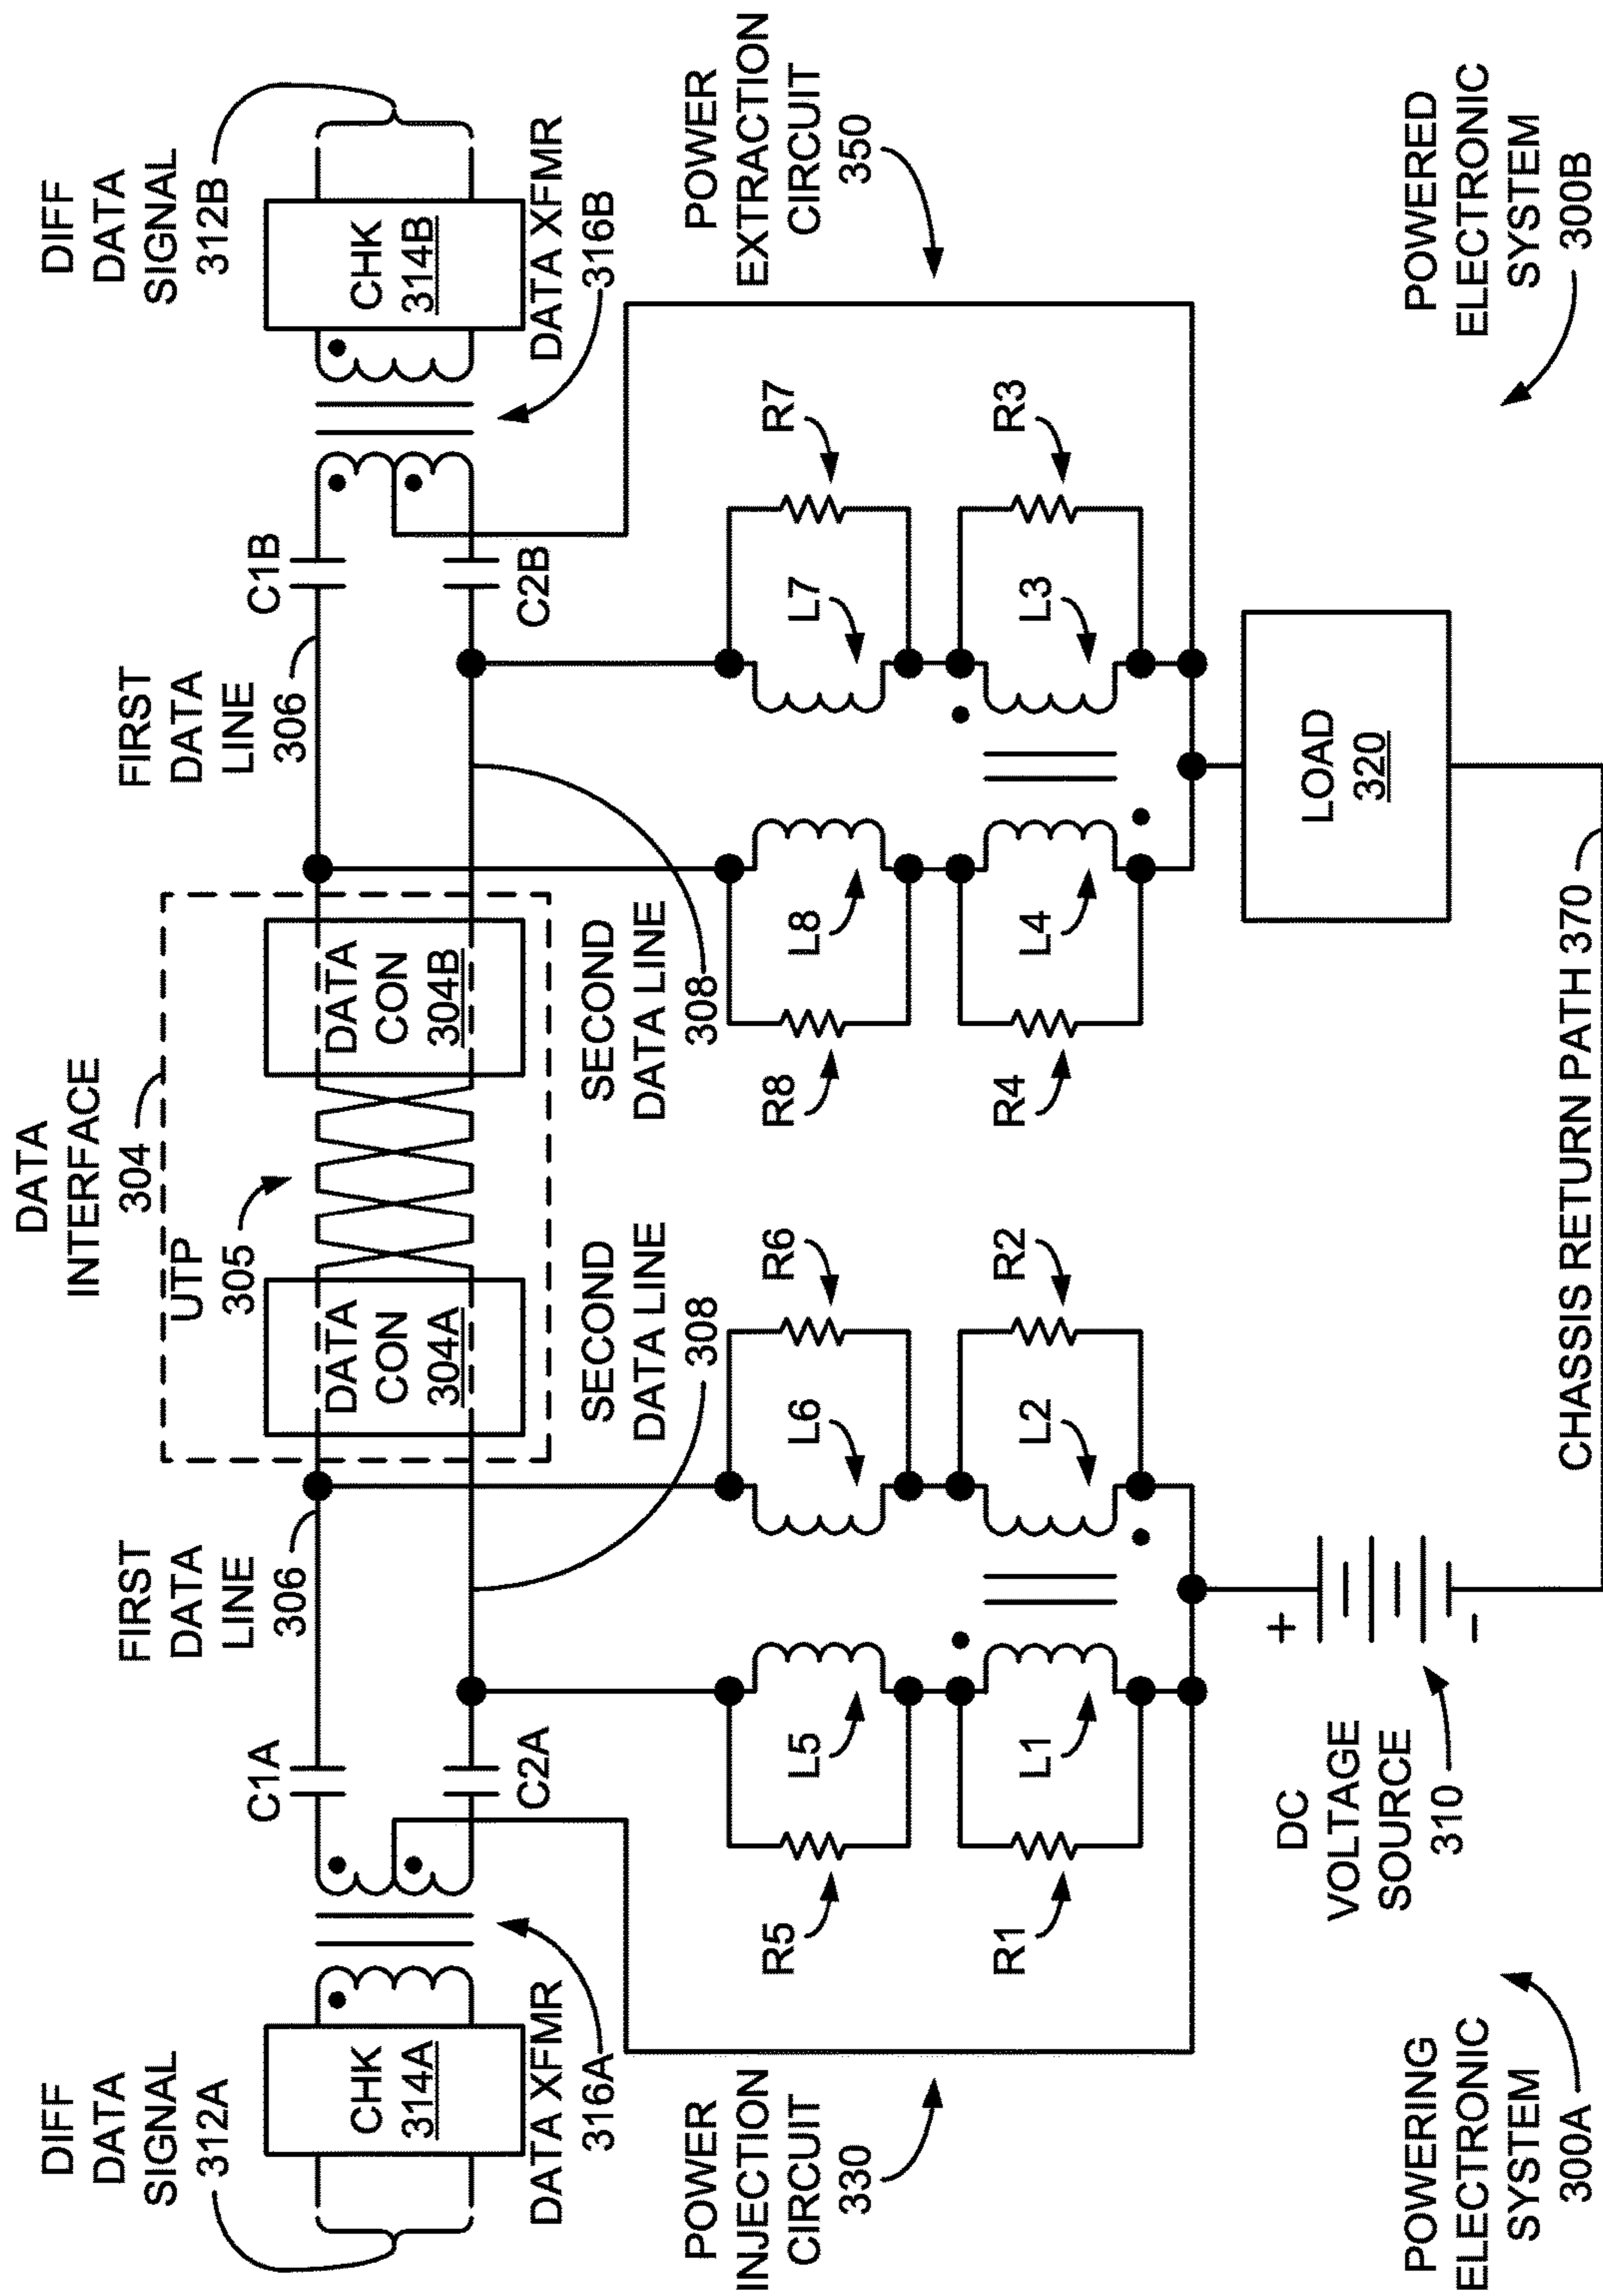 DIFF
DATA
SIGNAL
312A
CHK
314A
DATA XFMR
316A
C1A
C2A
FIRST
DATA
LINE
306
SECOND
DATA LINE
308
DATA
INTERFACE
304
UTP
305
DATA
CON
304A
DATA
CON
304B
SECOND
DATA LINE
308
FIRST
DATA
LINE
306
C1B
C2B
DIFF
DATA
SIGNAL
312B
CHK
314B
DATA XFMR
316B
POWER
INJECTION
CIRCUIT
330
R5
L5
L6
R6
R1
L1
L2
R2
R8
L8
L7
R7
R4
L4
L3
R3
POWER
EXTRACTION
CIRCUIT
350
DC
VOLTAGE
SOURCE
310
+
–
LOAD
320
CHASSIS RETURN PATH 370
POWERING
ELECTRONIC
SYSTEM
300A
POWERED
ELECTRONIC
SYSTEM
300B